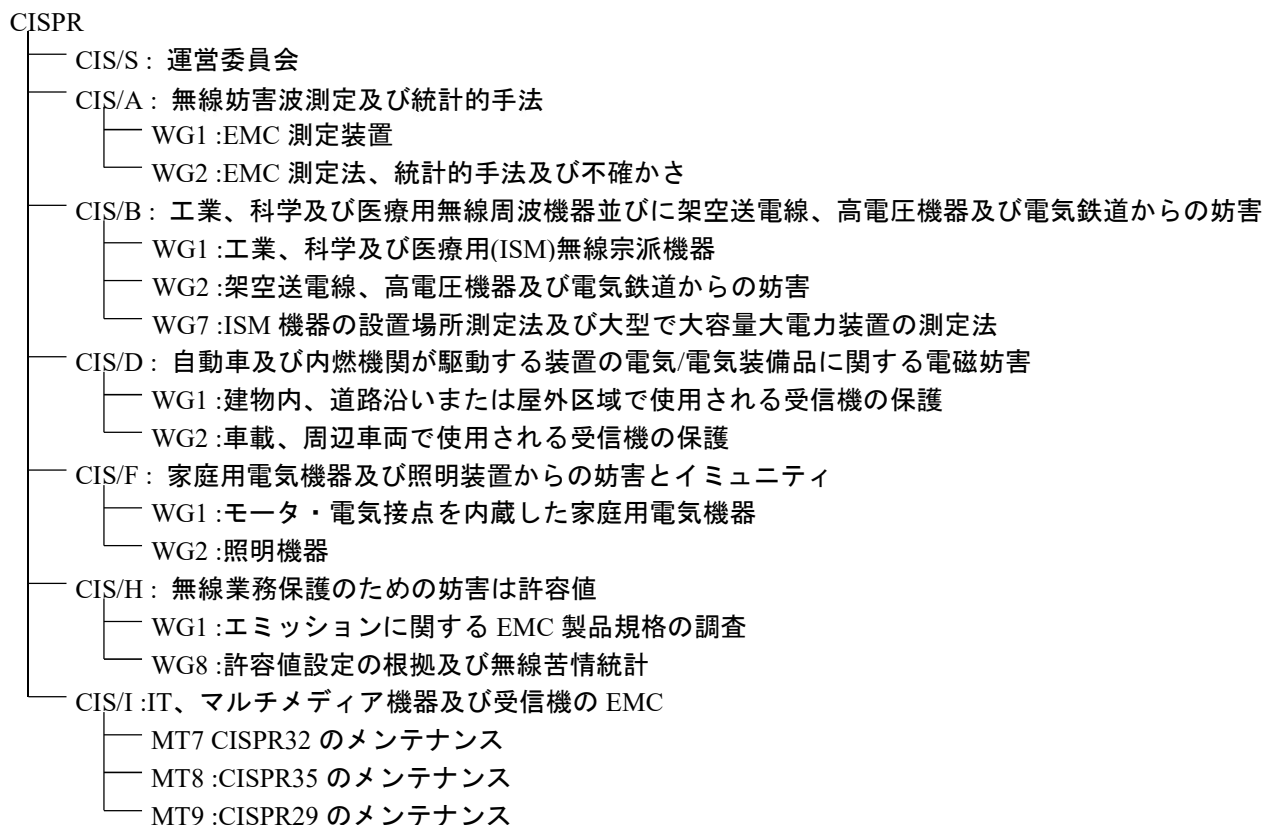 CISPR
CIS/S : 運営委員会
CIS/A : 無線妨害波測定及び統計的手法
WG1 :EMC 測定装置
WG2 :EMC 測定法、統計的手法及び不確かさ
CIS/B : 工業、科学及び医療用無線周波機器並びに架空送電線、高電圧機器及び電気鉄道からの妨害
WG1 :工業、科学及び医療用(ISM)無線宗派機器
WG2 :架空送電線、高電圧機器及び電気鉄道からの妨害
WG7 :ISM 機器の設置場所測定法及び大型で大容量大電力装置の測定法
CIS/D : 自動車及び内燃機関が駆動する装置の電気/電気装備品に関する電磁妨害
WG1 :建物内、道路沿いまたは屋外区域で使用される受信機の保護
WG2 :車載、周辺車両で使用される受信機の保護
CIS/F : 家庭用電気機器及び照明装置からの妨害とイミュニティ
WG1 :モータ・電気接点を内蔵した家庭用電気機器
WG2 :照明機器
CIS/H : 無線業務保護のための妨害は許容値
WG1 :エミッションに関する EMC 製品規格の調査
WG8 :許容値設定の根拠及び無線苦情統計
CIS/I :IT、マルチメディア機器及び受信機の EMC
MT7 CISPR32 のメンテナンス
MT8 :CISPR35 のメンテナンス
MT9 :CISPR29 のメンテナンス